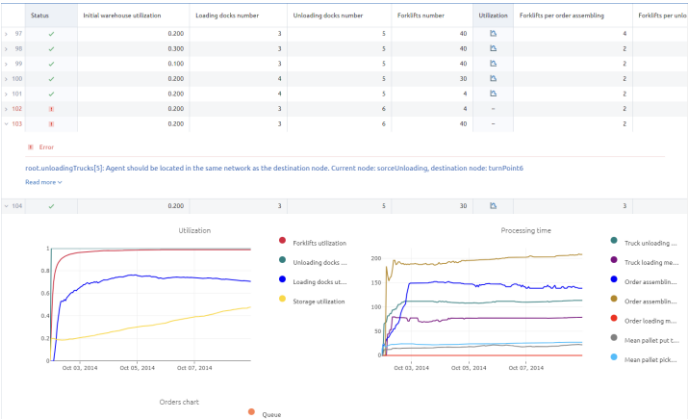 Status Initial warehouse utilization Loading docks number Unloading docks number Forklifts number Utilization Forklifts per order assembling Forklifts per unlo
97 0.200 3 5 40 4
98 0.300 3 5 40 2
99 0.100 3 5 40 2
100 0.200 4 5 30 2
101 0.200 4 5 4 2
102 0.200 3 6 4 – 2
103 0.200 3 6 40 – 2
Error
root.unloadingTrucks[5]: Agent should be located in the same network as the destination node. Current node: sorceUnloading, destination node: turnPoint6
Read more
104 0.200 3 5 30 3
Utilization
1
0.8
0.6
0.4
0.2
0
Oct 03, 2014 Oct 05, 2014 Oct 07, 2014
Forklifts utilization
Unloading docks ...
Loading docks ut...
Storage utilization
Processing time
200
150
100
50
0
Oct 03, 2014 Oct 05, 2014 Oct 07, 2014
Truck unloading ...
Truck loading me...
Order assemblin...
Order assemblin...
Order loading m...
Mean pallet put t...
Mean pallet pick...
Orders chart
Queue